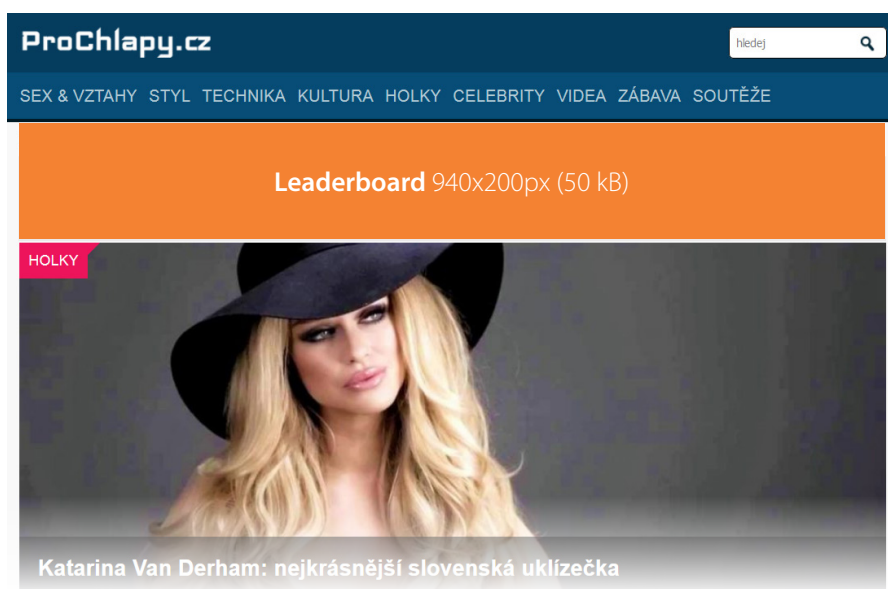 ProChlapy.cz
hledej
SEX & VZTAHY STYL TECHNIKA KULTURA HOLKY CELEBRITY VIDEA ZÁBAVA SOUTĚŽE
Leaderboard 940x200px (50 kB)
HOLKY
Katarina Van Derham: nejkrásnější slovenská uklízečka